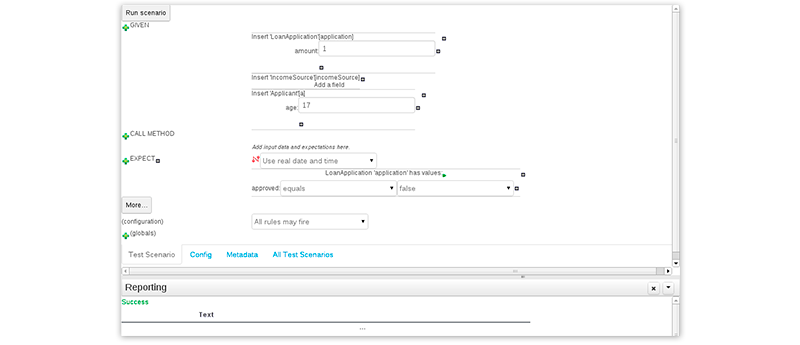 Run scenario
GIVEN
Insert 'LoanApplication'[application]
amount: 1
Insert 'IncomeSource'[incomeSource]
Add a field
Insert 'Applicant'[a]
age: 17
CALL METHOD
Add input data and expectations here.
EXPECT
Use real date and time
LoanApplication 'application' has values
approved: equals false
More...
(configuration) All rules may fire
(globals)
Test Scenario Config Metadata All Test Scenarios
Reporting
Success
Text
...